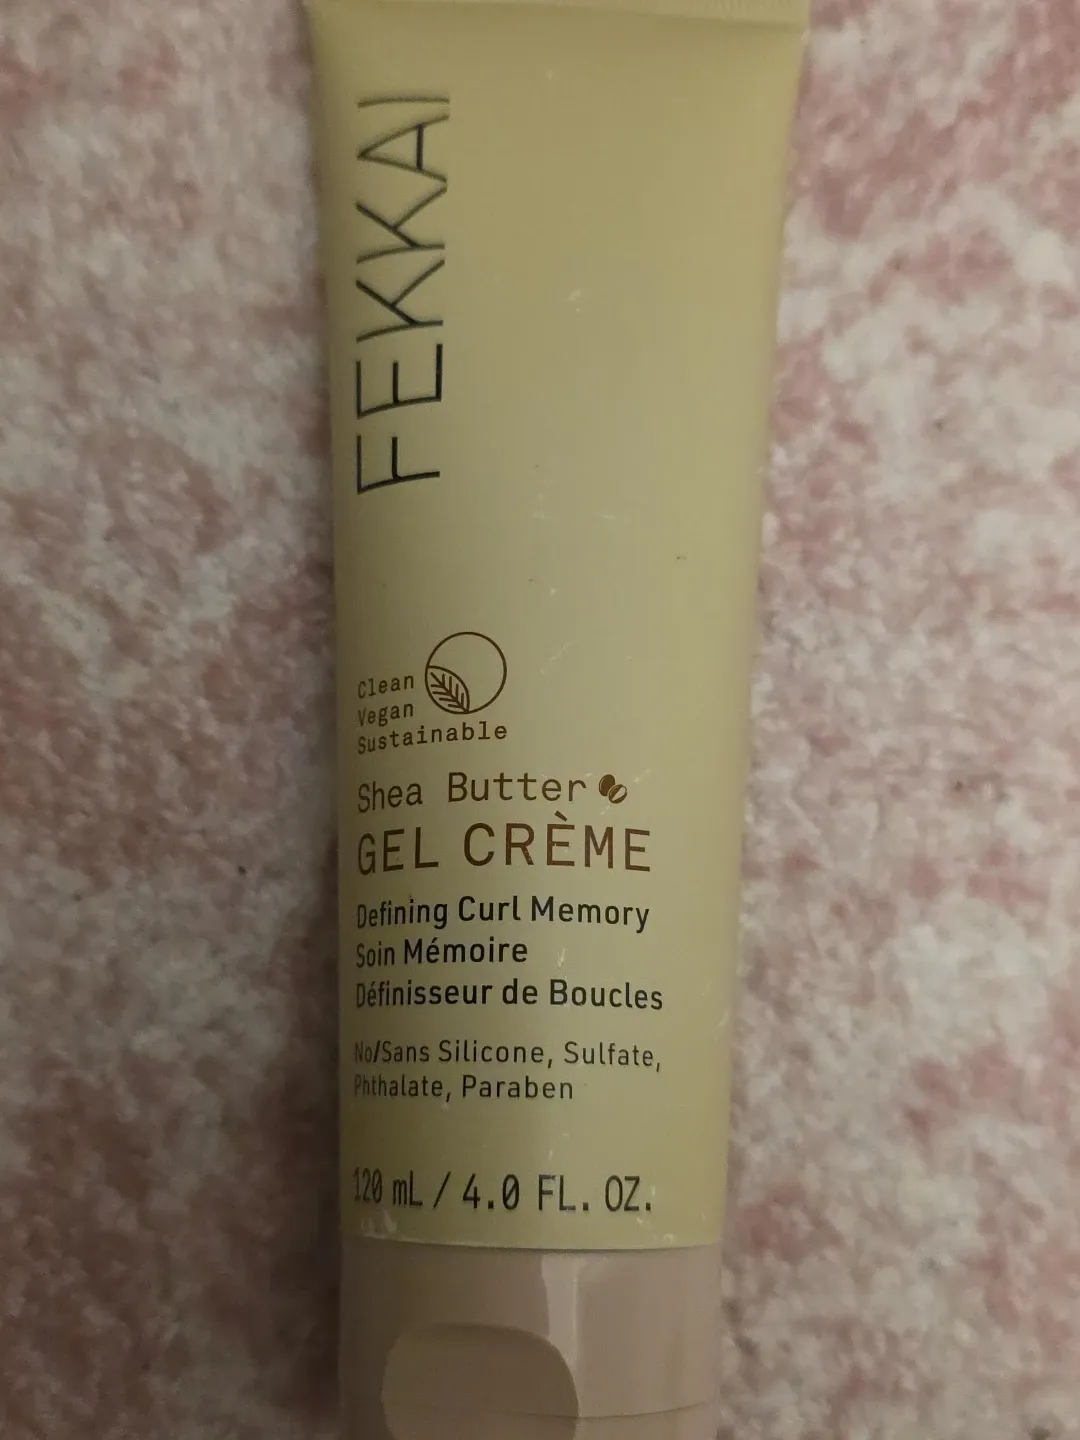 FEKKAI
Clean
Vegan
Sustainable
Shea Butter
GEL CRÈME
Defining Curl Memory
Soin Mémoire
Définisseur de Boucles
No/Sans Silicone, Sulfate,
Phthalate, Paraben
120 mL / 4.0 FL. OZ.